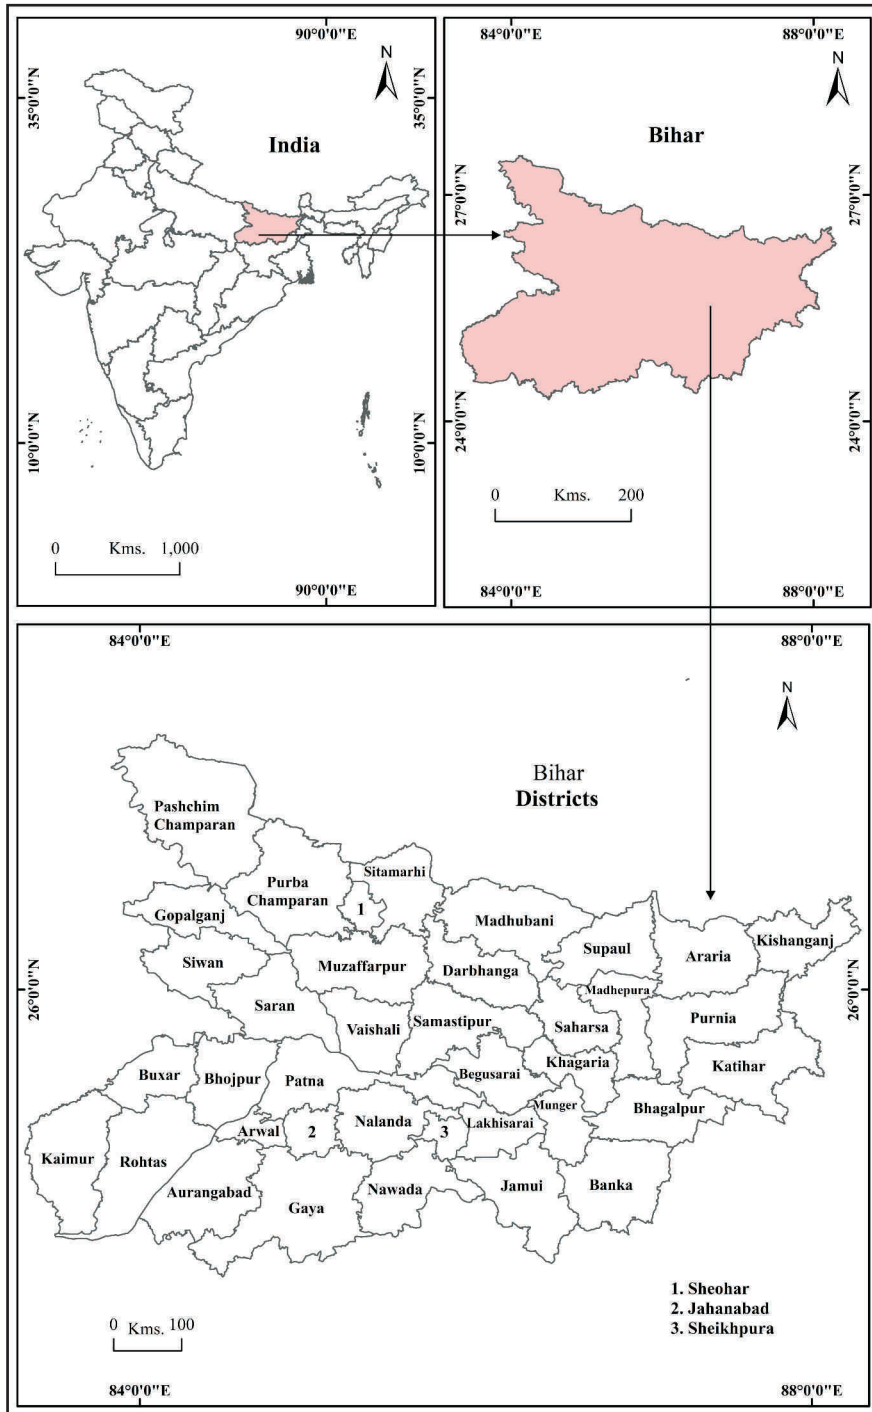 90°0'0"E
N
35°0'0"N
35°0'0"N
India
10°0'0"N
10°0'0"N
0 Kms. 1,000
90°0'0"E
84°0'0"E
88°0'0"E
N
Bihar
27°0'0"N
27°0'0"N
24°0'0"N
24°0'0"N
0 Kms. 200
84°0'0"E
88°0'0"E
84°0'0"E
88°0'0"E
N
Bihar
Districts
Pashchim
Champaran
Sitamarhi
Purba
Champaran
1
Gopalganj
Madhubani
Kishanganj
Supaul
Araria
Siwan
Muzaffarpur
Darbhanga
26°0'0"N
26°0'0"N
Madhepura
Saran
Vaishali
Samastipur
Saharsa
Purnia
Khagaria
Katihar
Buxar
Bhojpur
Patna
Begusarai
Munger
Bhagalpur
Arwal
2
Nalanda
3
Lakhisarai
Kaimur
Rohtas
Aurangabad
Gaya
Nawada
Jamui
Banka
1. Sheohar
2. Jahanabad
3. Sheikhpura
0 Kms. 100
84°0'0"E
88°0'0"E